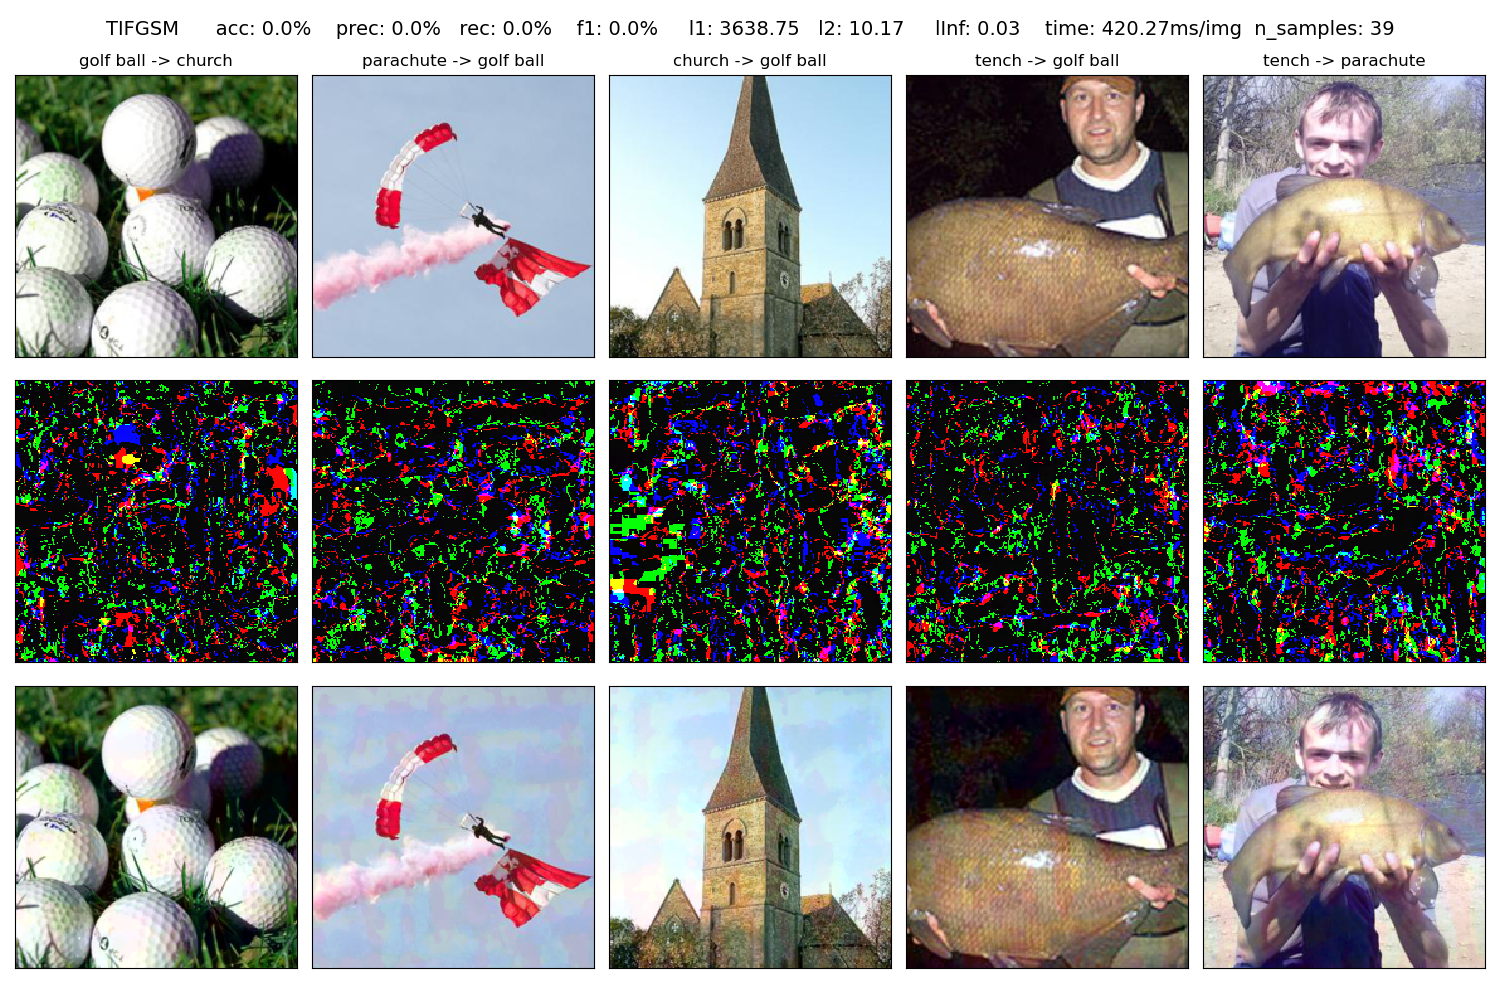 TIFGSM acc: 0.0% prec: 0.0% rec: 0.0% f1: 0.0% l1: 3638.75 l2: 10.17 lInf: 0.03 time: 420.27ms/img n_samples: 39
golf ball -> church
parachute -> golf ball
church -> golf ball
tench -> golf ball
tench -> parachute